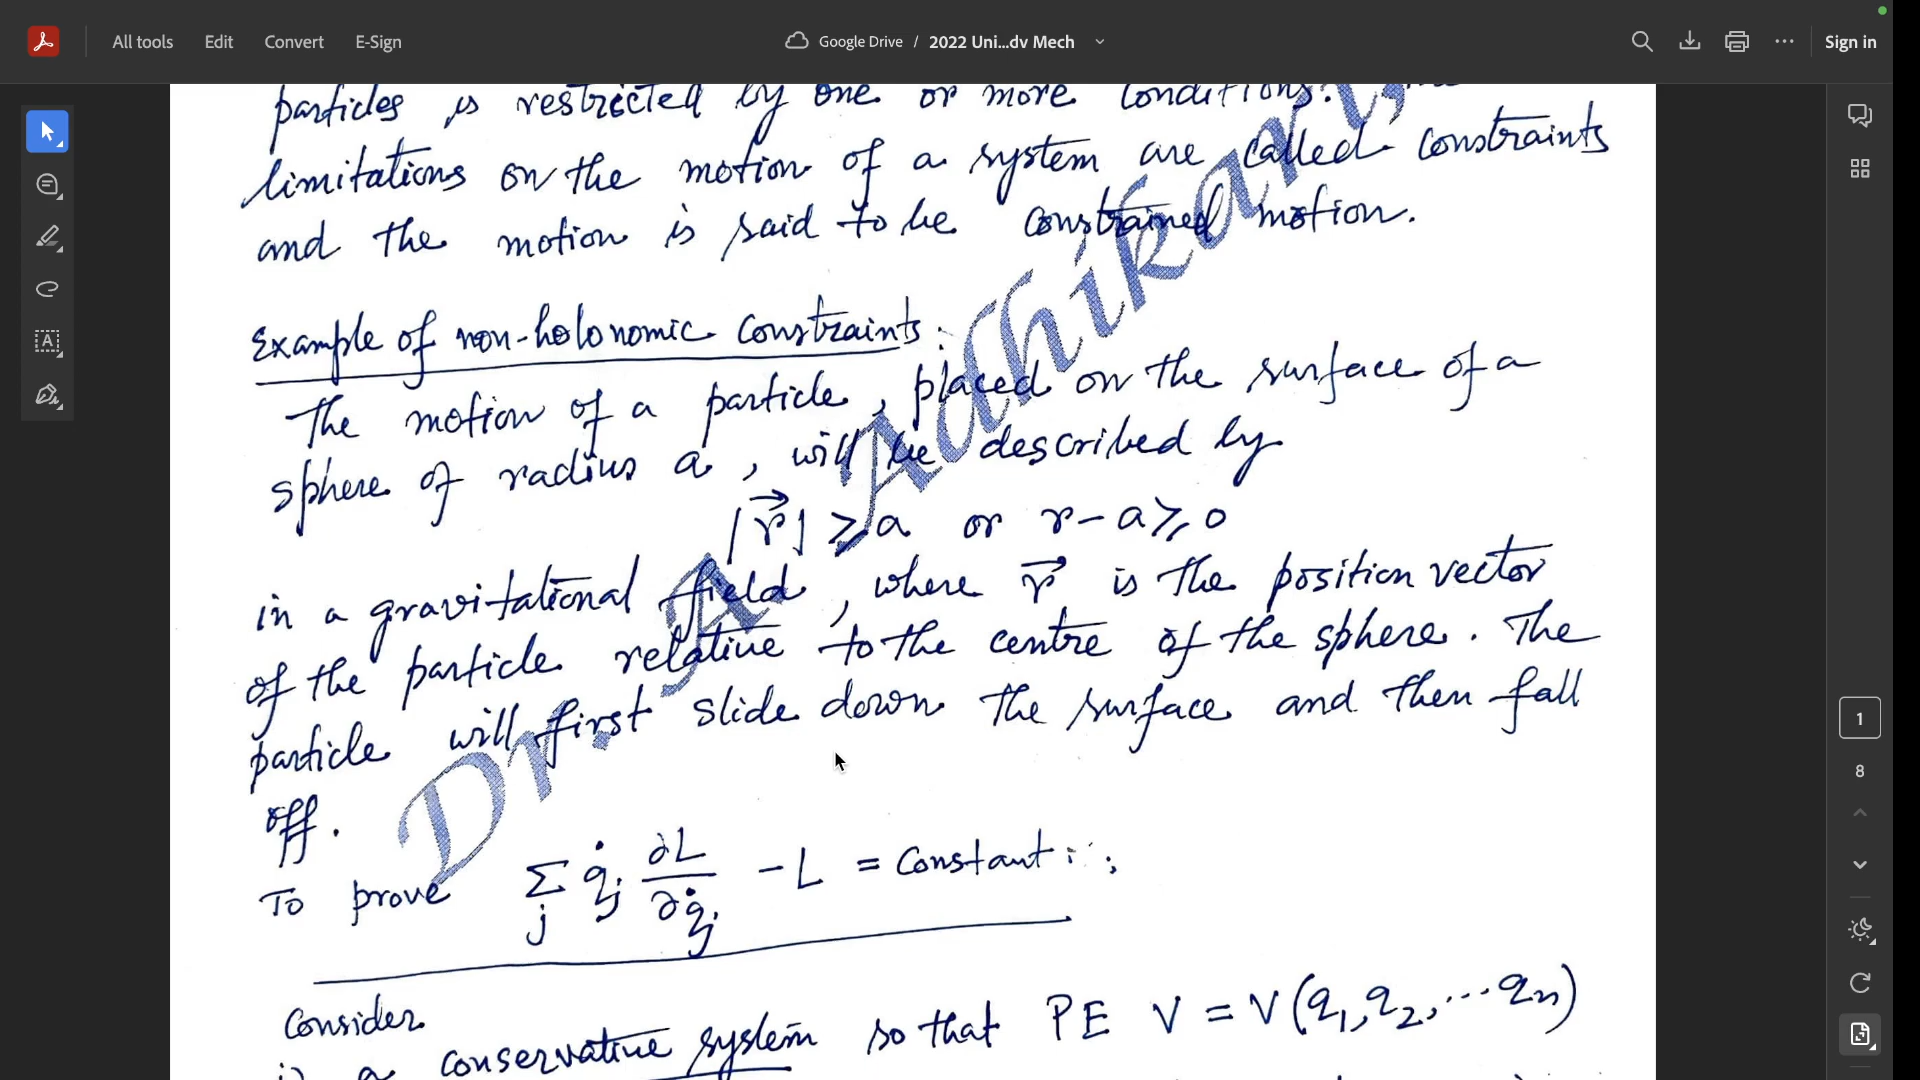 All tools Edit Convert E-Sign Google Drive / 2022 Uni...dv Mech Sign in
particles is restricted by one or more conditions.
limitations on the motion of a system are called constraints
and the motion is said to be constrained motion.
Example of non-holonomic constraints:
The motion of a particle, placed on the surface of a
sphere of radius a, will be described by
|r⃗| ⩾ a or r - a ⩾ 0
in a gravitational field, where r⃗ is the position vector
of the particle relative to the centre of the sphere. The
particle will first slide down the surface and then fall
off.
To prove Σ_j q̇_j ∂L/∂q̇_j - L = Constant :
Consider
i) a conservative system so that PE V = V(q₁, q₂, ... qₙ)
Dr. A Adhikari,
1
8